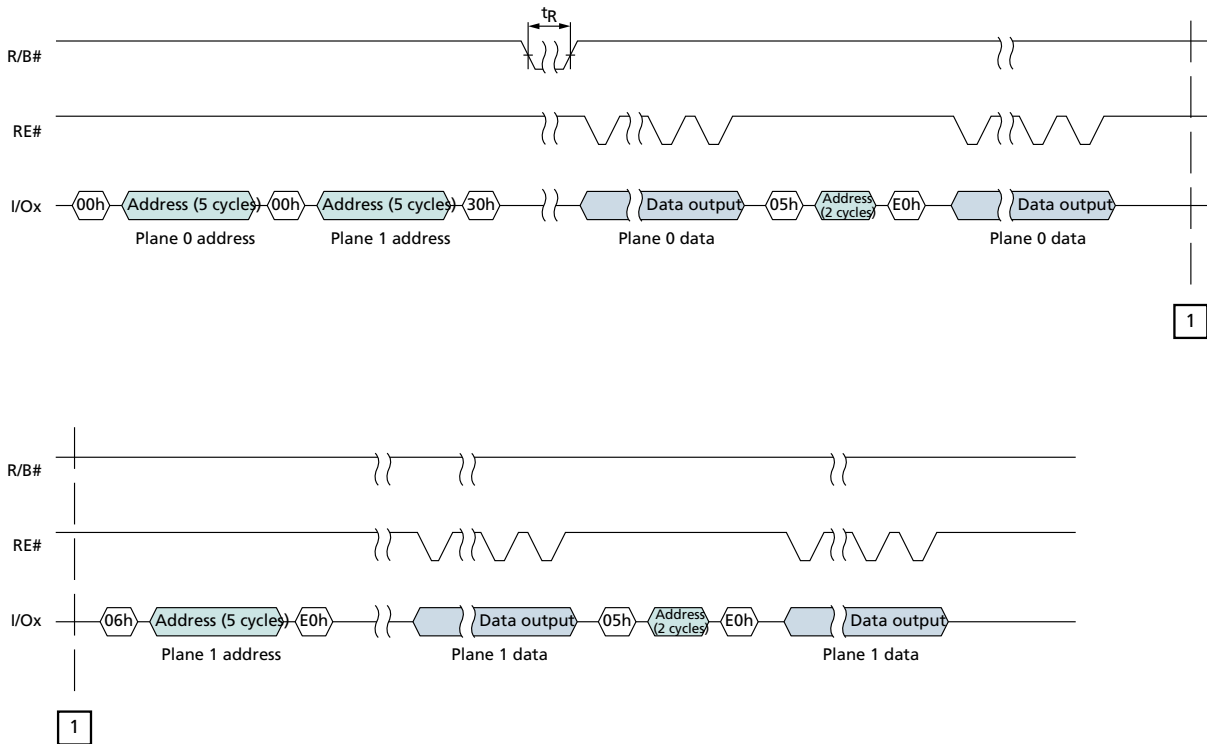 tR
R/B#
RE#
I/Ox
00h Address (5 cycles) 00h Address (5 cycles) 30h Data output 05h Address (2 cycles) E0h Data output
Plane 0 address Plane 1 address Plane 0 data Plane 0 data
1
R/B#
RE#
I/Ox
06h Address (5 cycles) E0h Data output 05h Address (2 cycles) E0h Data output
Plane 1 address Plane 1 data Plane 1 data
1